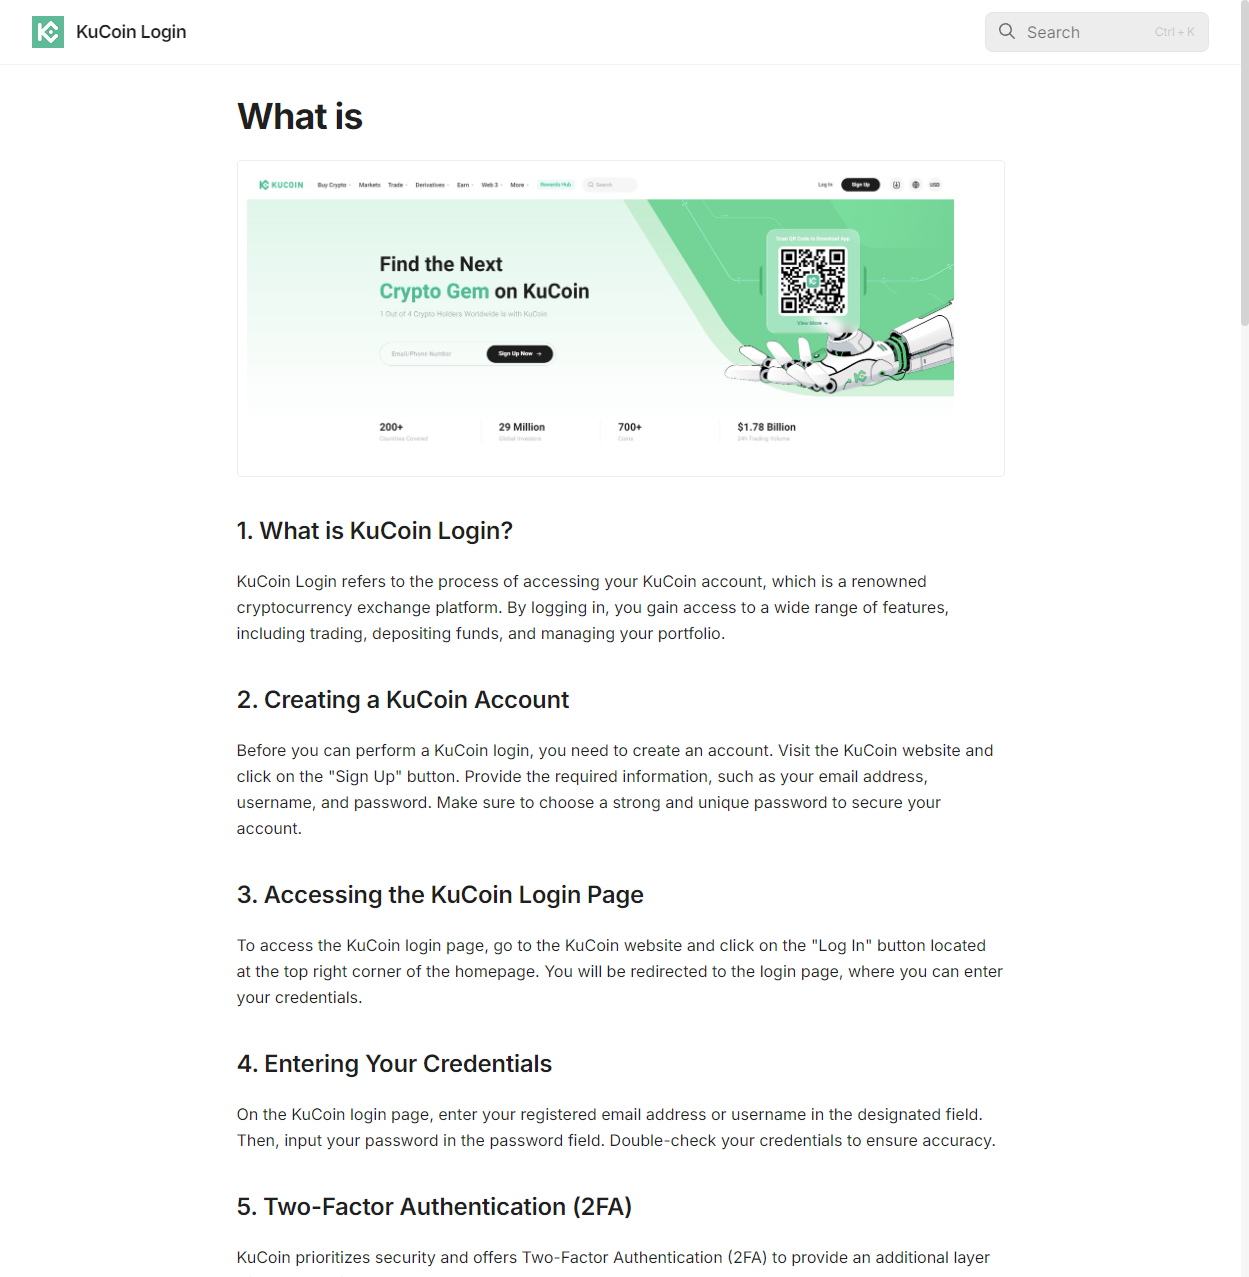 KuCoin Login
Search
Ctrl + K
What is
KUCOIN
Buy Crypto
Markets
Trade
Derivatives
Earn
Web 3
More
Rewards Hub
Search
Log In
Sign Up
USD
Scan QR Code to Download App
Find the Next
Crypto Gem on KuCoin
1 Out of 4 Crypto Holders Worldwide is with KuCoin
View More →
Email/Phone Number
Sign Up Now →
200+
29 Million
700+
$1.78 Billion
Countries Covered
Global Investors
Coins
24h Trading Volume
1. What is KuCoin Login?
KuCoin Login refers to the process of accessing your KuCoin account, which is a renowned
cryptocurrency exchange platform. By logging in, you gain access to a wide range of features,
including trading, depositing funds, and managing your portfolio.
2. Creating a KuCoin Account
Before you can perform a KuCoin login, you need to create an account. Visit the KuCoin website and
click on the "Sign Up" button. Provide the required information, such as your email address,
username, and password. Make sure to choose a strong and unique password to secure your
account.
3. Accessing the KuCoin Login Page
To access the KuCoin login page, go to the KuCoin website and click on the "Log In" button located
at the top right corner of the homepage. You will be redirected to the login page, where you can enter
your credentials.
4. Entering Your Credentials
On the KuCoin login page, enter your registered email address or username in the designated field.
Then, input your password in the password field. Double-check your credentials to ensure accuracy.
5. Two-Factor Authentication (2FA)
KuCoin prioritizes security and offers Two-Factor Authentication (2FA) to provide an additional layer